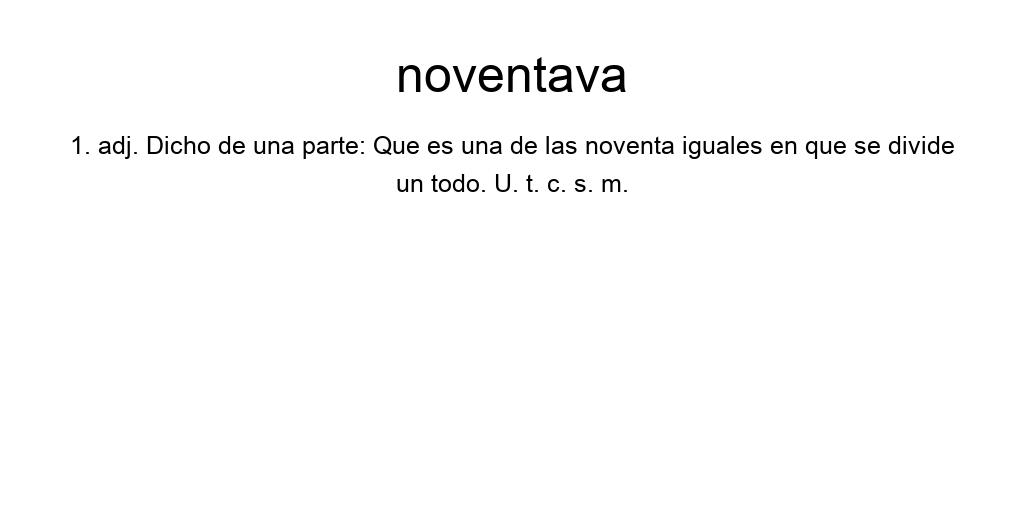 noventava
1. adj. Dicho de una parte: Que es una de las noventa iguales en que se divide
un todo. U. t. c. s. m.